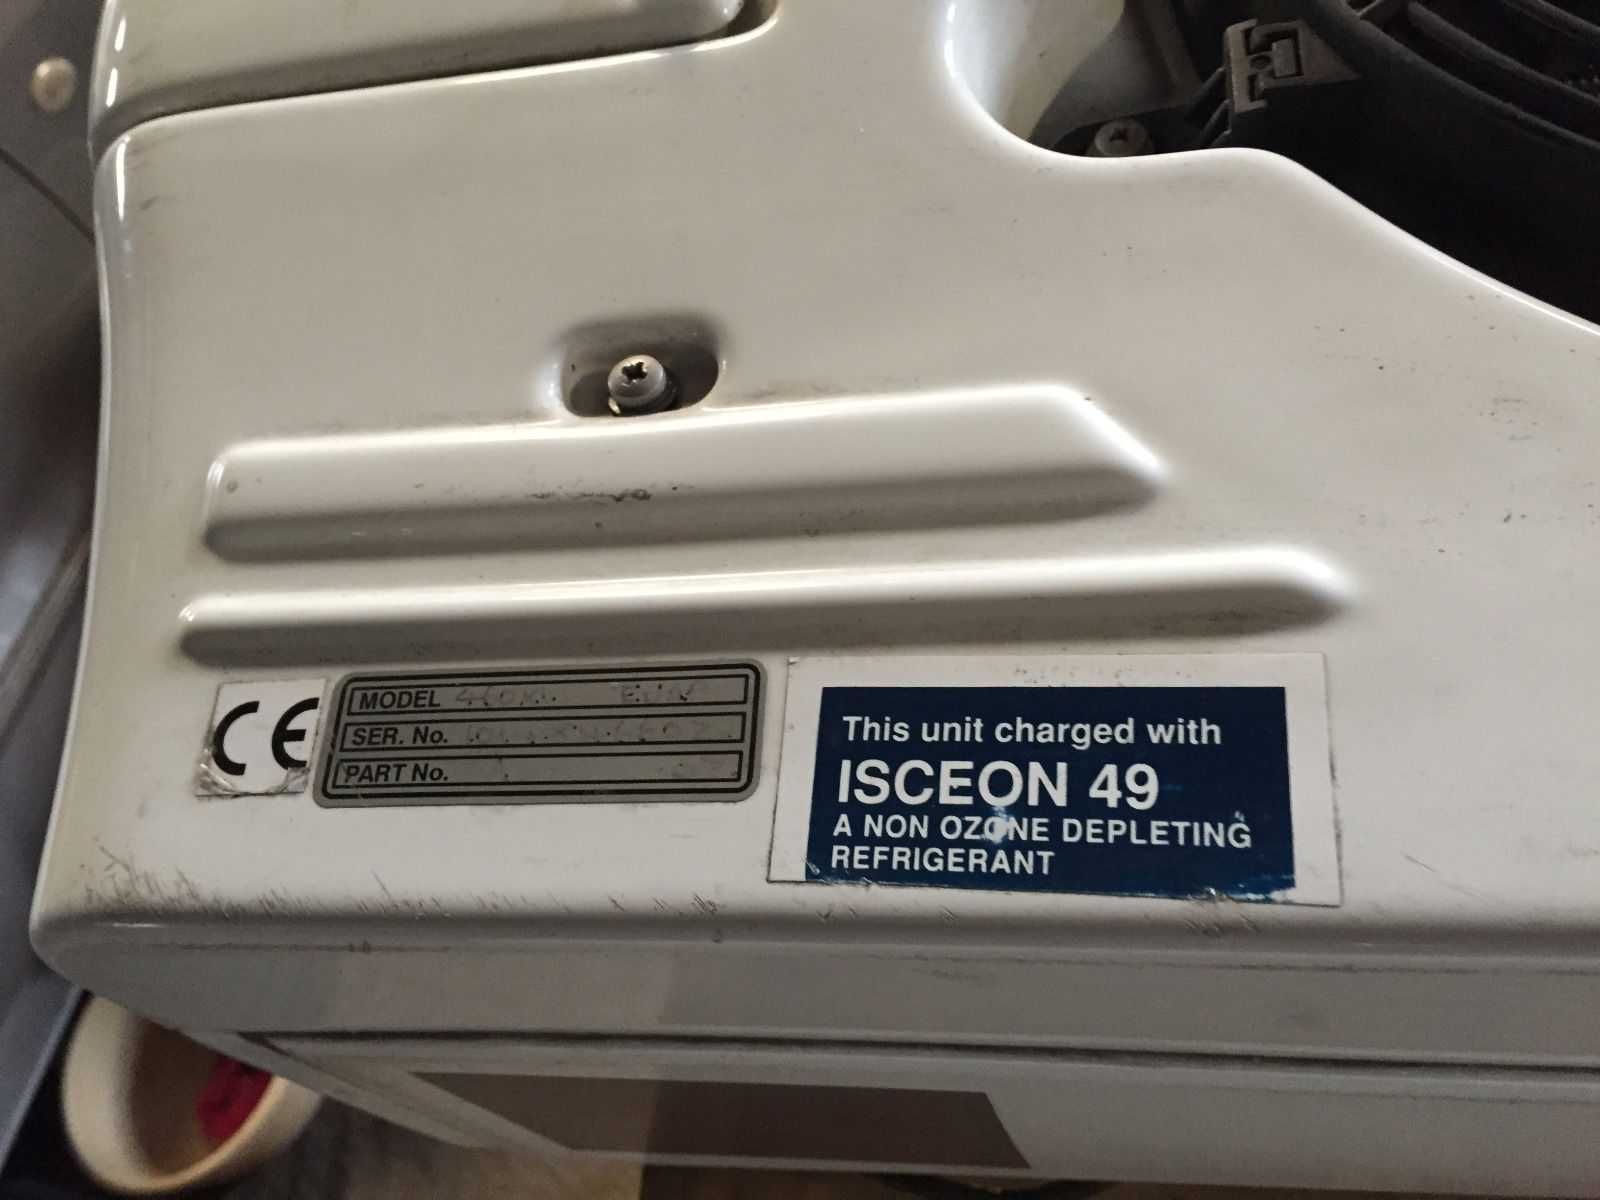 CE
MODEL
SER. No.
PART No.
This unit charged with
ISCEON 49
A NON OZONE DEPLETING
REFRIGERANT